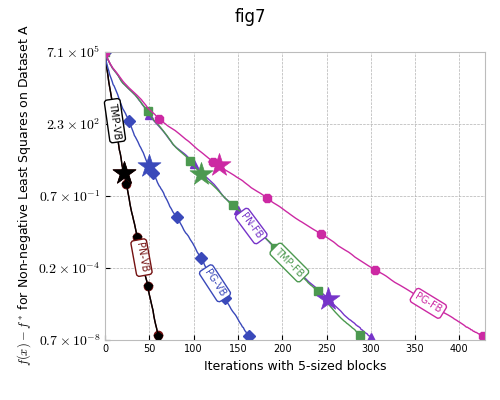 fig7
f(x) − f* for Non-negative Least Squares on Dataset A
7.1 × 10⁵
2.3 × 10²
0.7 × 10⁻¹
0.2 × 10⁻⁴
0.7 × 10⁻⁸
TMP-VB
PN-VB
PG-VB
PN-FB
TMP-FB
PG-FB
0 50 100 150 200 250 300 350 400
Iterations with 5-sized blocks